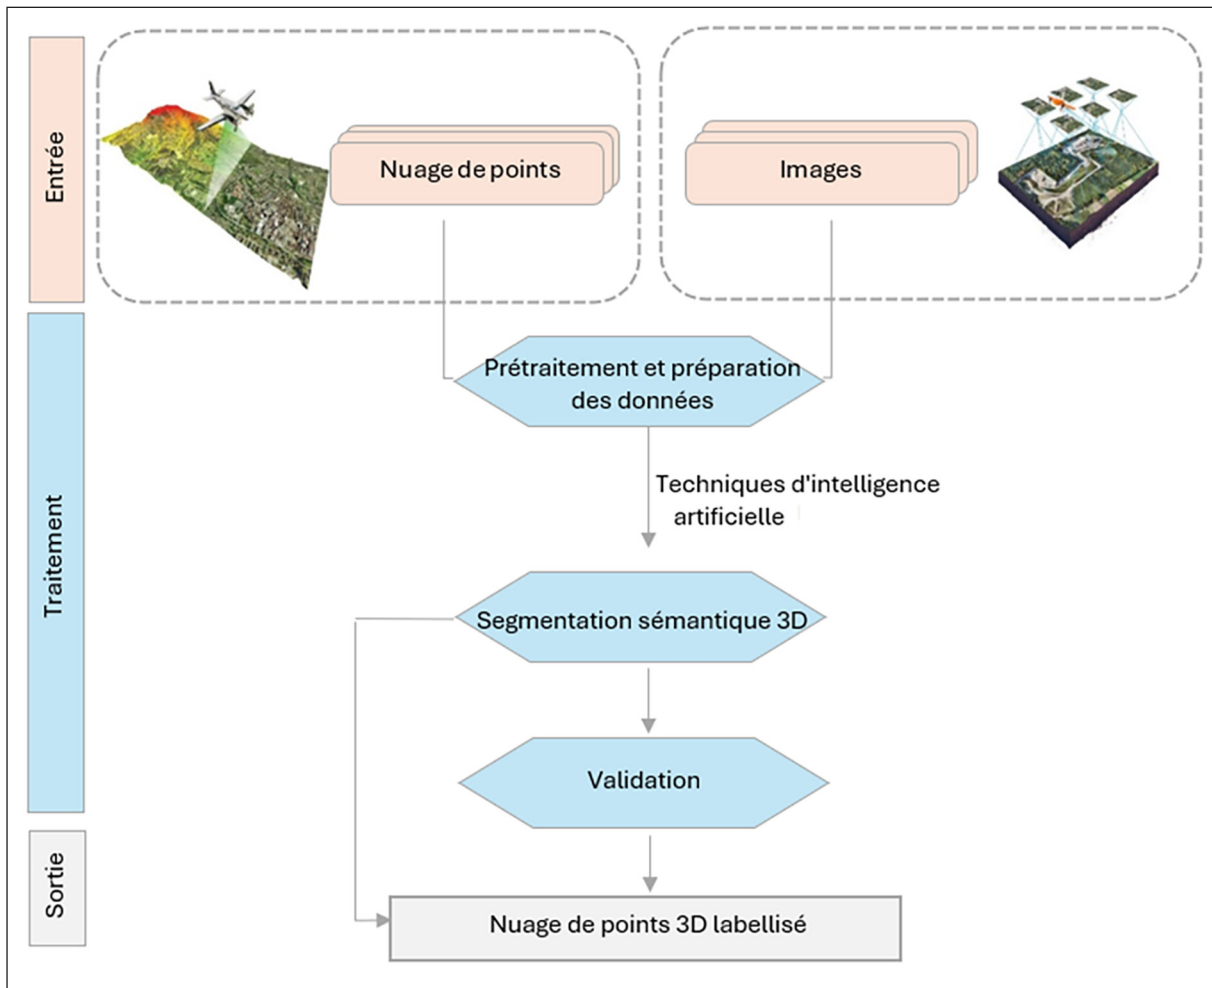 Entrée
Nuage de points
Images
Traitement
Prétraitement et préparation
des données
Techniques d'intelligence
artificielle
Segmentation sémantique 3D
Validation
Sortie
Nuage de points 3D labellisé